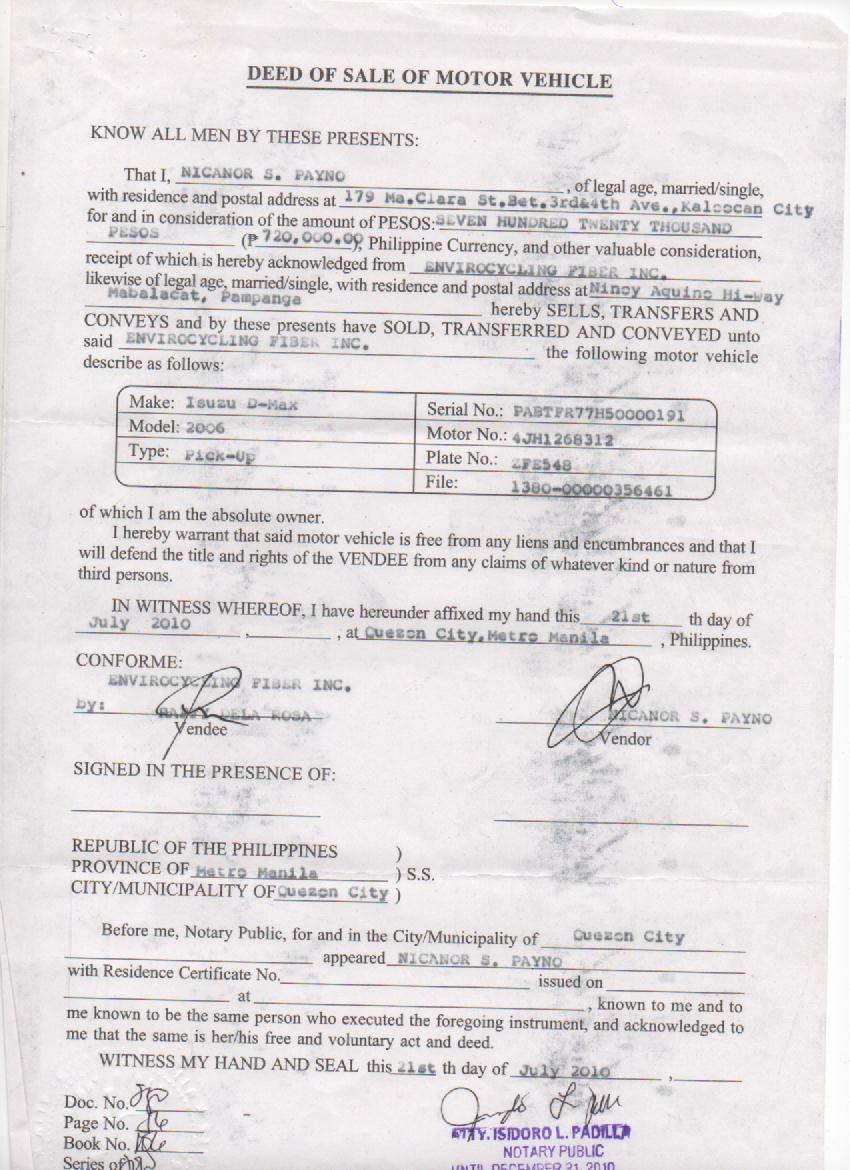 DEED OF SALE OF MOTOR VEHICLE
KNOW ALL MEN BY THESE PRESENTS:
That I, NICANOR S. PAYNO, of legal age, married/single,
with residence and postal address at 179 Ma.Clara St.Bet.3rd&4th Ave.,Kaloocan City
for and in consideration of the amount of PESOS: SEVEN HUNDRED TWENTY THOUSAND
PESOS (₱ 720,000.00), Philippine Currency, and other valuable consideration,
receipt of which is hereby acknowledged from ENVIROCYCLING FIBER INC.
likewise of legal age, married/single, with residence and postal address at Ninoy Aquino Hi-way
Mabalacat, Pampanga hereby SELLS, TRANSFERS AND
CONVEYS and by these presents have SOLD, TRANSFERRED AND CONVEYED unto
said ENVIROCYCLING FIBER INC. the following motor vehicle
describe as follows:
Make: Isuzu D-Max
Model: 2006
Type: Pick-Up
Serial No.: PABTFR77H50000191
Motor No.: 4JH1268312
Plate No.: ZFE548
File: 1380-00000356461
of which I am the absolute owner.
I hereby warrant that said motor vehicle is free from any liens and encumbrances and that I
will defend the title and rights of the VENDEE from any claims of whatever kind or nature from
third persons.
IN WITNESS WHEREOF, I have hereunder affixed my hand this 21st th day of
July 2010, at Quezon City,Metro Manila, Philippines.
CONFORME:
ENVIROCYCLING FIBER INC.
by: DELA ROSA
Vendee
NICANOR S. PAYNO
Vendor
SIGNED IN THE PRESENCE OF:
REPUBLIC OF THE PHILIPPINES )
PROVINCE OF Metro Manila ) S.S.
CITY/MUNICIPALITY OF Quezon City )
Before me, Notary Public, for and in the City/Municipality of Quezon City
appeared NICANOR S. PAYNO
with Residence Certificate No. issued on
at , known to me and to
me known to be the same person who executed the foregoing instrument, and acknowledged to
me that the same is her/his free and voluntary act and deed.
WITNESS MY HAND AND SEAL this 21st th day of July 2010,
Doc. No.
Page No.
Book No.
Series of
ATTY. ISIDORO L. PADILLA
NOTARY PUBLIC
UNTIL DECEMBER 31, 2010